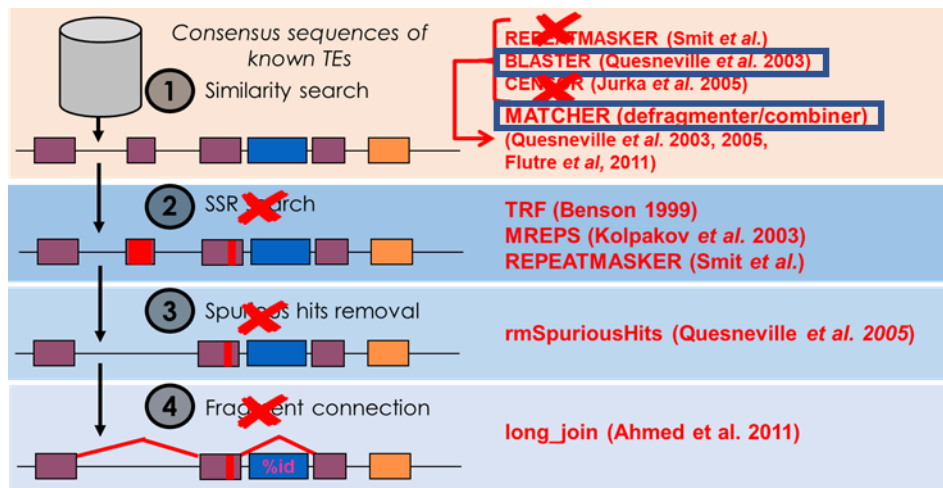 Consensus sequences of
known TEs
1
Similarity search
REPEATMASKER (Smit et al.)
BLASTER (Quesneville et al. 2003)
CENSOR (Jurka et al. 2005)
MATCHER (defragmenter/combiner)
(Quesneville et al. 2003, 2005,
Flutre et al, 2011)
2
SSR search
TRF (Benson 1999)
MREPS (Kolpakov et al. 2003)
REPEATMASKER (Smit et al.)
3
Spurious hits removal
rmSpuriousHits (Quesneville et al. 2005)
4
Fragment connection
long_join (Ahmed et al. 2011)
%id